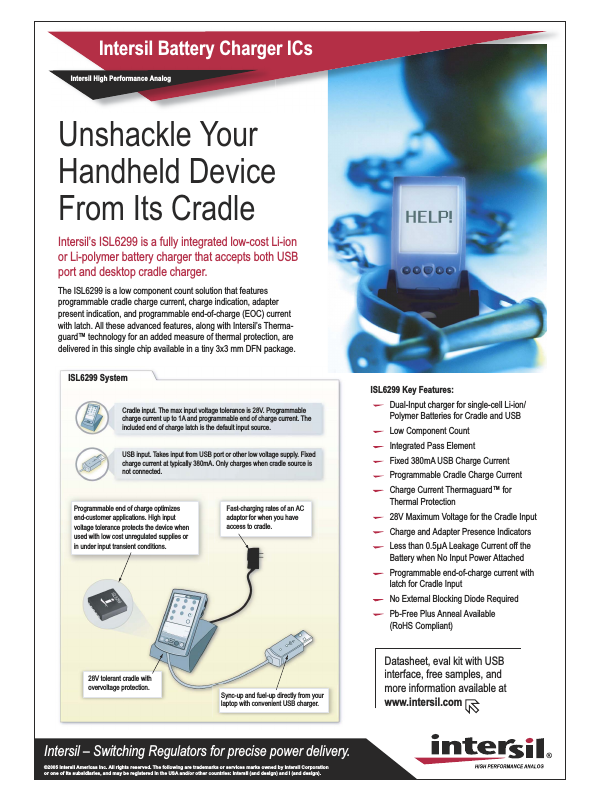 Intersil Battery Charger ICs
Intersil High Performance Analog
Unshackle Your
Handheld Device
From Its Cradle
HELP!
Intersil's ISL6299 is a fully integrated low-cost Li-ion
or Li-polymer battery charger that accepts both USB
port and desktop cradle charger.
The ISL6299 is a low component count solution that features
programmable cradle charge current, charge indication, adapter
present indication, and programmable end-of-charge (EOC) current
with latch. All these advanced features, along with Intersil's Therma-
guard™ technology for an added measure of thermal protection, are
delivered in this single chip available in a tiny 3x3 mm DFN package.
ISL6299 System
Cradle input. The max input voltage tolerance is 28V. Programmable
charge current up to 1A and programmable end of charge current. The
included end of charge latch is the default input source.
USB input. Takes input from USB port or other low voltage supply. Fixed
charge current at typically 380mA. Only charges when cradle source is
not connected.
Programmable end of charge optimizes
end-customer applications. High input
voltage tolerance protects the device when
used with low cost unregulated supplies or
in under input transient conditions.
Fast-charging rates of an AC
adaptor for when you have
access to cradle.
28V tolerant cradle with
overvoltage protection.
Sync-up and fuel-up directly from your
laptop with convenient USB charger.
ISL6299 Key Features:
Dual-Input charger for single-cell Li-ion/
Polymer Batteries for Cradle and USB
Low Component Count
Integrated Pass Element
Fixed 380mA USB Charge Current
Programmable Cradle Charge Current
Charge Current Thermaguard™ for
Thermal Protection
28V Maximum Voltage for the Cradle Input
Charge and Adapter Presence Indicators
Less than 0.5µA Leakage Current off the
Battery when No Input Power Attached
Programmable end-of-charge current with
latch for Cradle Input
No External Blocking Diode Required
Pb-Free Plus Anneal Available
(RoHS Compliant)
Datasheet, eval kit with USB
interface, free samples, and
more information available at
www.intersil.com
Intersil – Switching Regulators for precise power delivery.
©2005 Intersil Americas Inc. All rights reserved. The following are trademarks or services marks owned by Intersil Corporation
or one of its subsidiaries, and may be registered in the USA and/or other countries: Intersil (and design) and i (and design).
intersil®
HIGH PERFORMANCE ANALOG